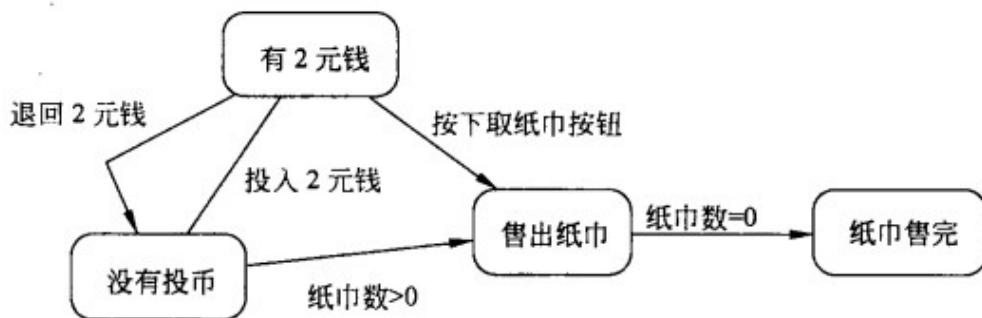 有 2 元钱
退回 2 元钱
按下取纸巾按钮
投入 2 元钱
售出纸巾
纸巾数=0
纸巾售完
没有投币
纸巾数>0